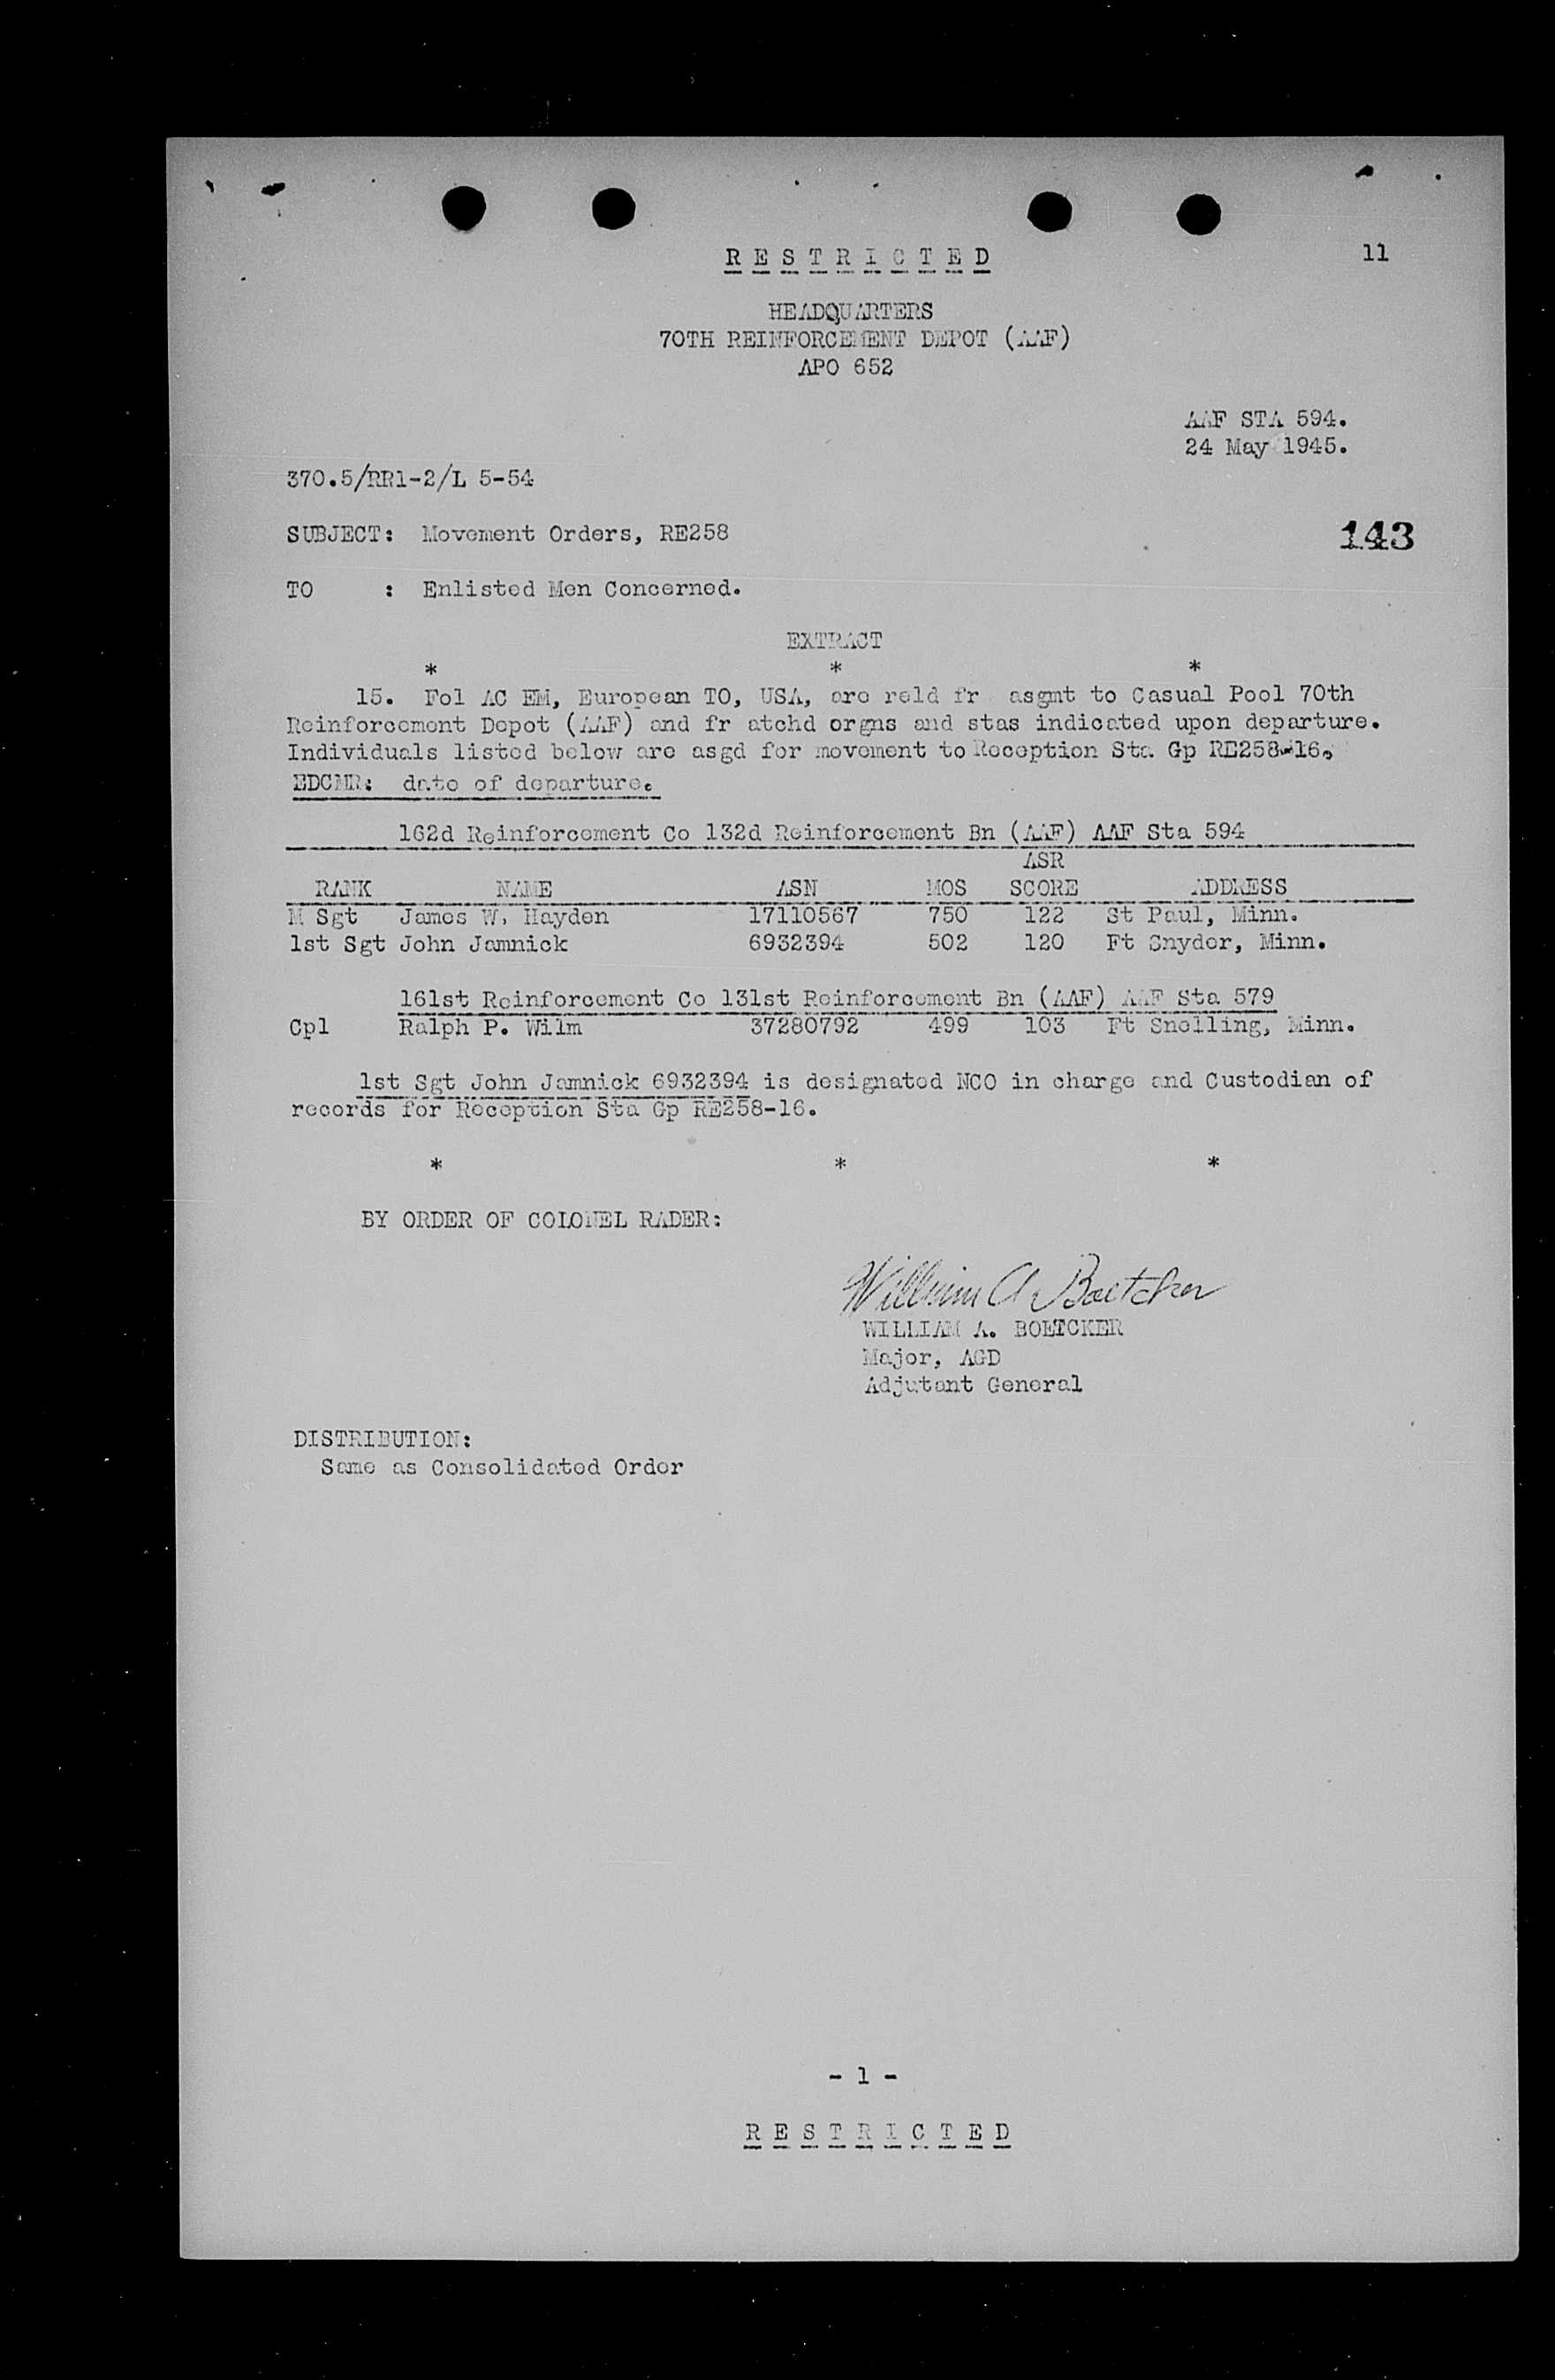 R E S T R I C T E D
11
HEADQUARTERS
70TH REINFORCEMENT DEPOT (AAF)
APO 652
AAF STA 594.
24 May 1945.
370.5/RR1-2/L 5-54
SUBJECT: Movement Orders, RE258
143
TO : Enlisted Men Concerned.
EXTRACT
* * *
15. Fol AC EM, European TO, USA, are reld fr asgmt to Casual Pool 70th
Reinforcement Depot (AAF) and fr atchd orgns and stas indicated upon departure.
Individuals listed below are asgd for movement to Reception Sta Gp RE258-16.
EDCMR: date of departure.
162d Reinforcement Co 132d Reinforcement Bn (AAF) AAF Sta 594
ASR
RANK NAME ASN MOS SCORE ADDRESS
M Sgt James W. Hayden 17110567 750 122 St Paul, Minn.
1st Sgt John Jamnick 6932394 502 120 Ft Snyder, Minn.
161st Reinforcement Co 131st Reinforcement Bn (AAF) AAF Sta 579
Cpl Ralph P. Wilm 37280792 499 103 Ft Snelling, Minn.
1st Sgt John Jamnick 6932394 is designated NCO in charge and Custodian of
records for Reception Sta Gp RE258-16.
* * *
BY ORDER OF COLONEL RADER:
William A Boetcker
WILLIAM A. BOETCKER
Major, AGD
Adjutant General
DISTRIBUTION:
Same as Consolidated Order
- 1 -
R E S T R I C T E D